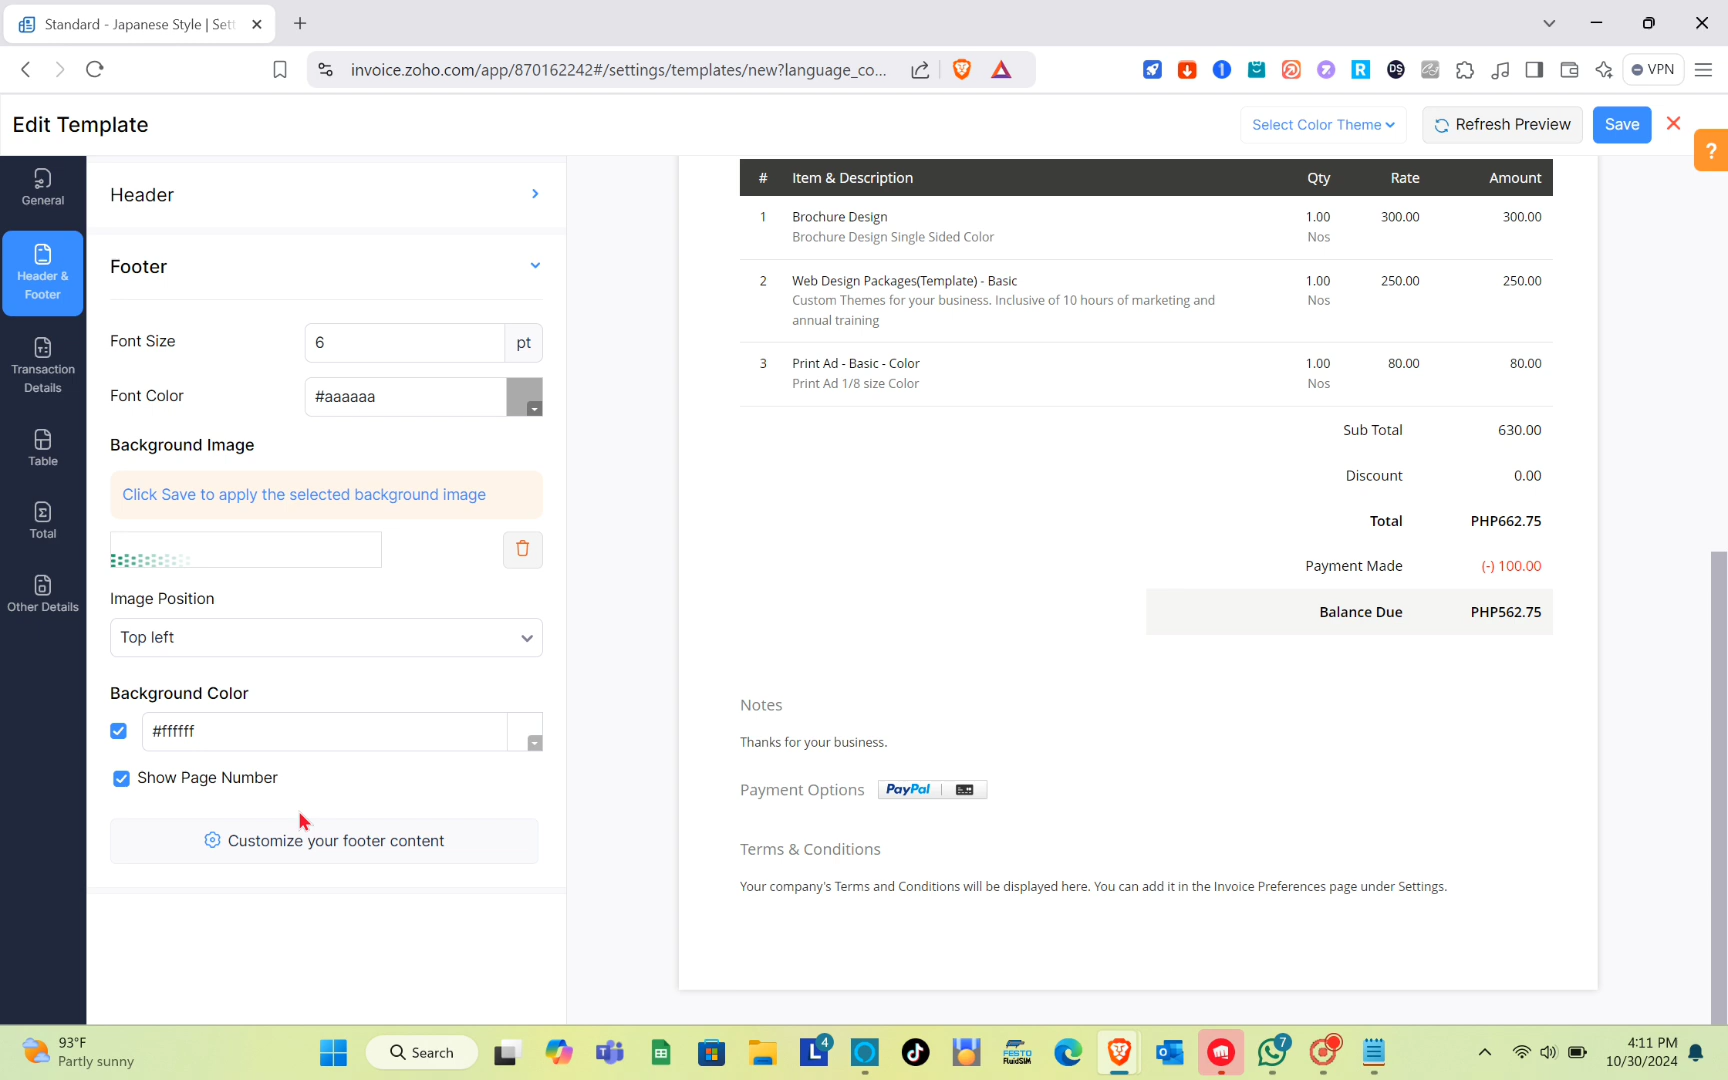 Standard - Japanese Style | Sett
invoice.zoho.com/app/870162242#/settings/templates/new?language_co...
VPN
Edit Template
Select Color Theme
Refresh Preview
Save
?
General
Header &
Footer
Transaction
Details
Table
Total
Other Details
Header
Footer
Font Size
6
pt
Font Color
#aaaaaa
Background Image
Click Save to apply the selected background image
Image Position
Top left
Background Color
#ffffff
Show Page Number
Customize your footer content
# Item & Description Qty Rate Amount
1 Brochure Design 1.00 300.00 300.00
Brochure Design Single Sided Color Nos
2 Web Design Packages(Template) - Basic 1.00 250.00 250.00
Custom Themes for your business. Inclusive of 10 hours of marketing and Nos
annual training
3 Print Ad - Basic - Color 1.00 80.00 80.00
Print Ad 1/8 size Color Nos
Sub Total 630.00
Discount 0.00
Total PHP662.75
Payment Made (-) 100.00
Balance Due PHP562.75
Notes
Thanks for your business.
Payment Options PayPal
Terms & Conditions
Your company's Terms and Conditions will be displayed here. You can add it in the Invoice Preferences page under Settings.
93°F
Partly sunny
Search
L 4
FESTO
FluidSIM
7
4:11 PM
10/30/2024